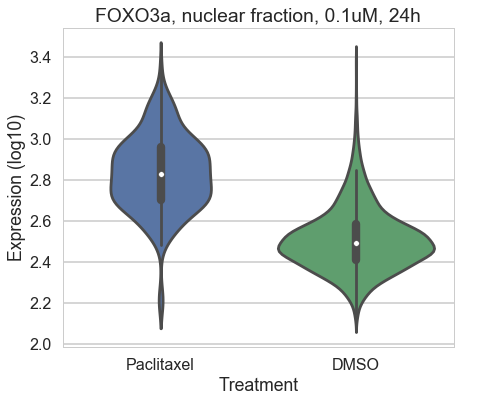 FOXO3a, nuclear fraction, 0.1uM, 24h
3.4
3.2
3.0
2.8
2.6
2.4
2.2
2.0
Expression (log10)
Paclitaxel
DMSO
Treatment